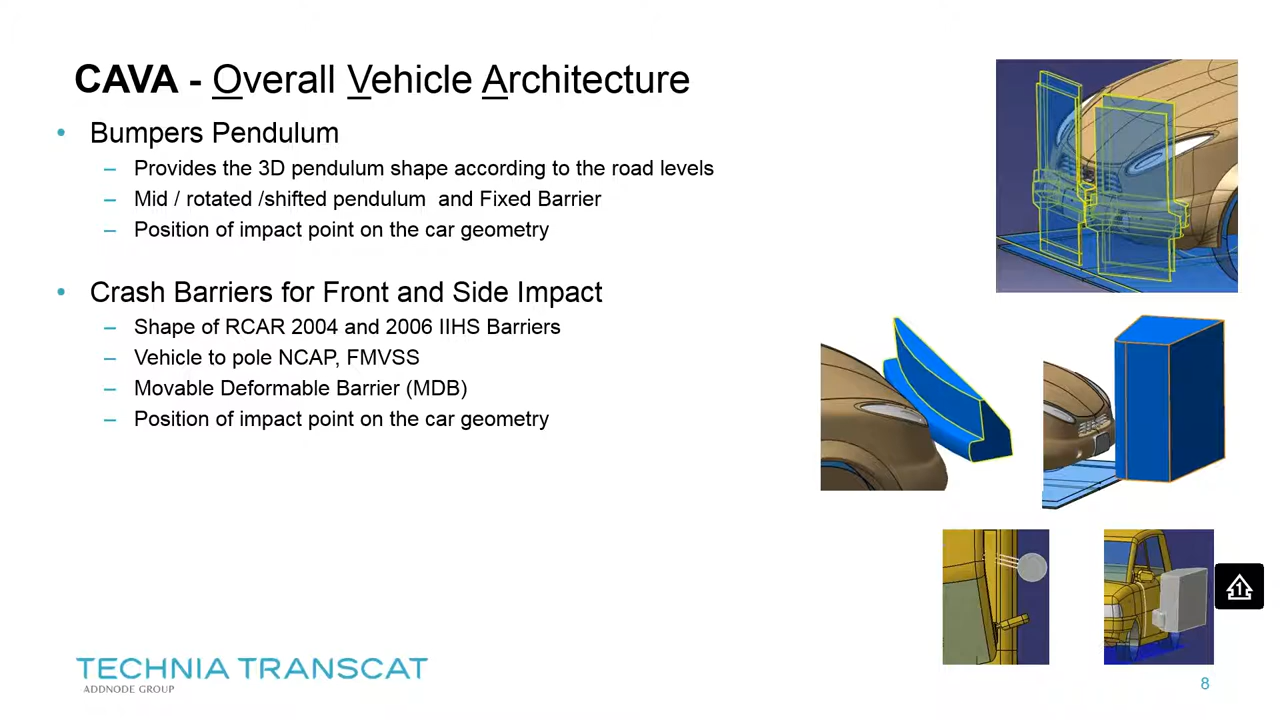 CAVA - Overall Vehicle Architecture
• Bumpers Pendulum
– Provides the 3D pendulum shape according to the road levels
– Mid / rotated /shifted pendulum  and Fixed Barrier
– Position of impact point on the car geometry
• Crash Barriers for Front and Side Impact
– Shape of RCAR 2004 and 2006 IIHS Barriers
– Vehicle to pole NCAP, FMVSS
– Movable Deformable Barrier (MDB)
– Position of impact point on the car geometry
1
TECHNIA TRANSCAT
ADDNODE GROUP
8